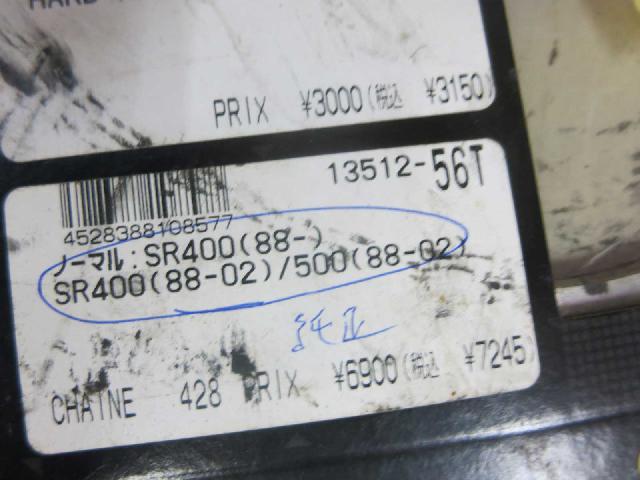 PRIX ¥3000(税込 ¥3150)
13512-56T
4528388108577
ノーマル:SR400(88-)
SR400(88-02)/500(88-02)
純正
CHAINE 428 PRIX ¥6900(税込 ¥7245)